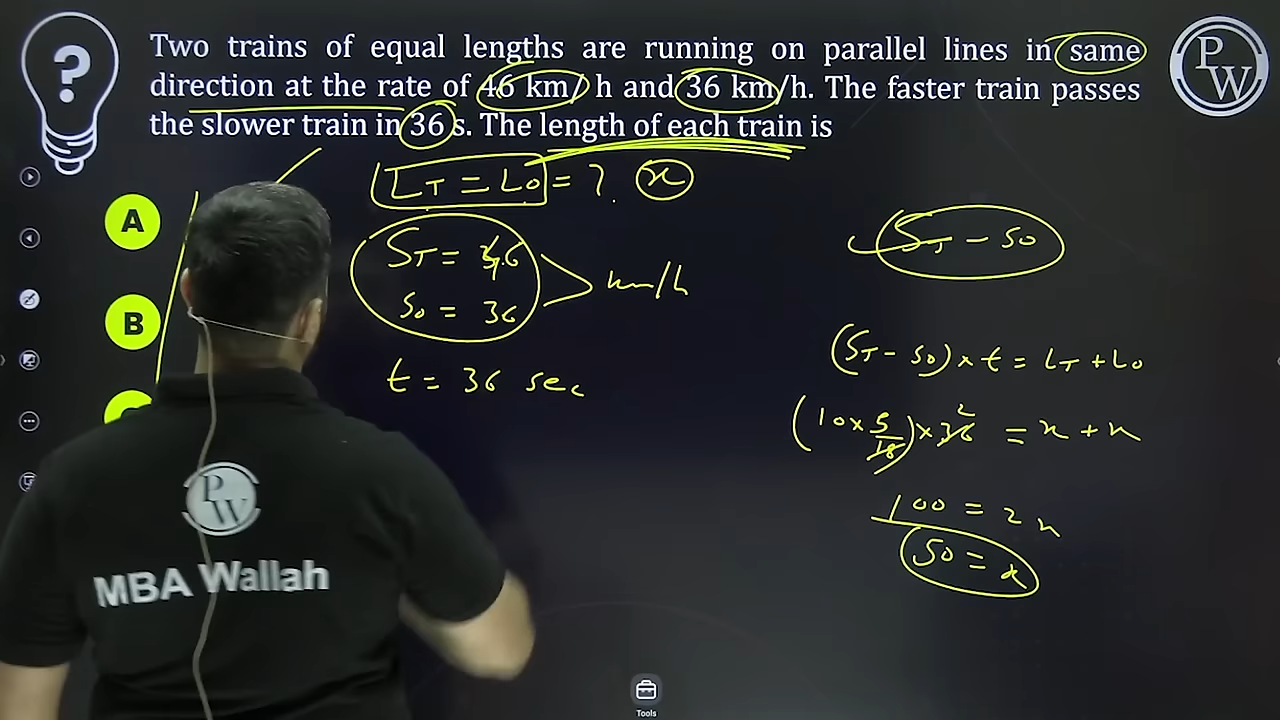 Two trains of equal lengths are running on parallel lines in same
direction at the rate of 46 km/ h and 36 km/h. The faster train passes
the slower train in 36 s. The length of each train is
PW
A
B
LT = LO = ? x
ST = 46
SO = 36
km/h
t = 36 sec
ST - SO
(ST - SO) × t = LT + LO
(10 × 5/18) × 36 2 = x + x
100 = 2x
50 = x
PW
MBA Wallah
Tools